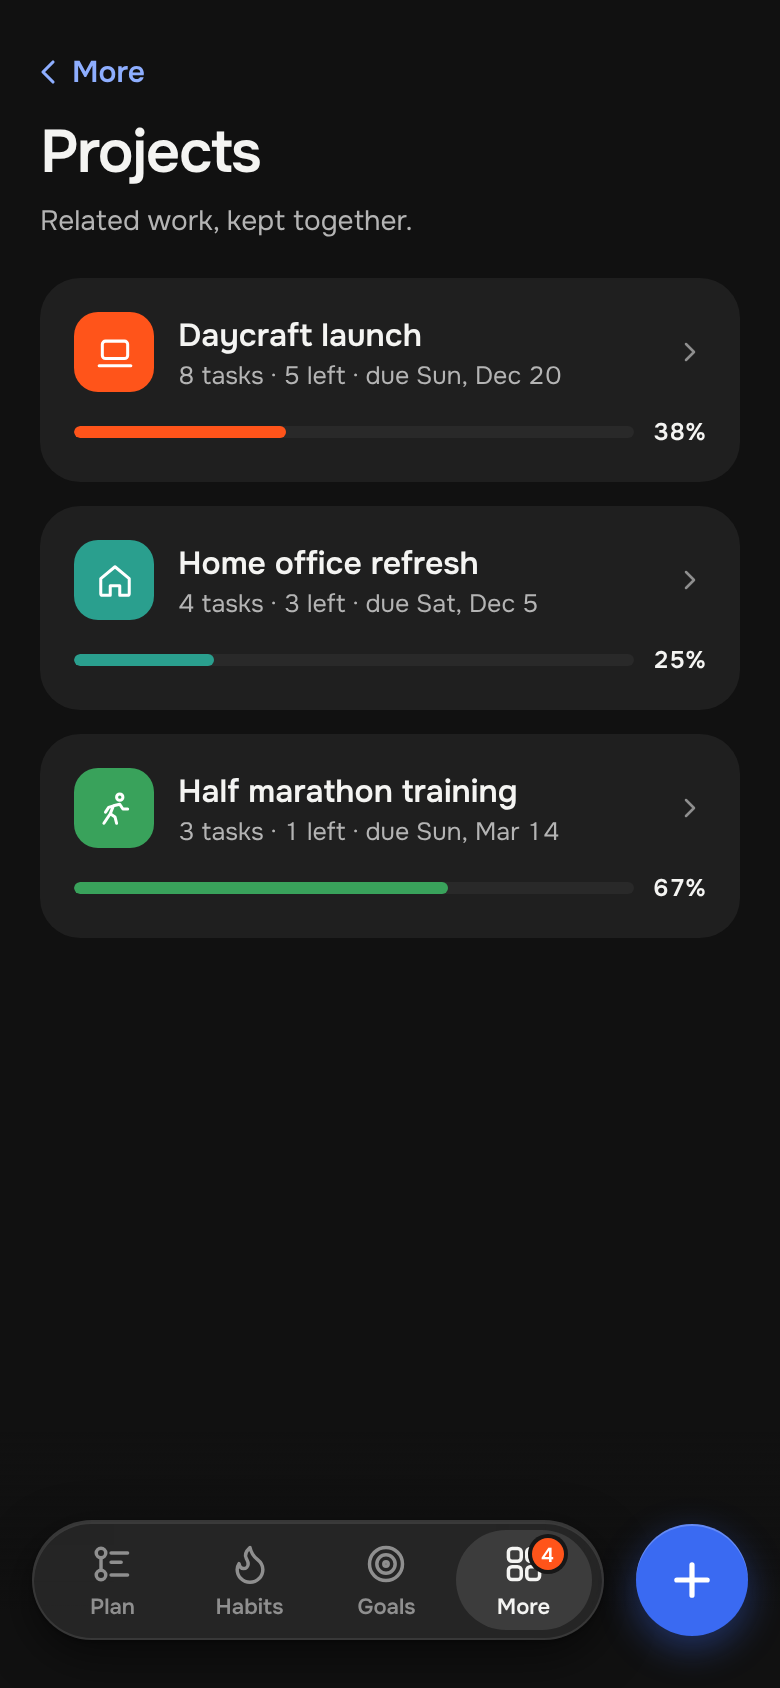 More
Projects
Related work, kept together.
Daycraft launch
8 tasks · 5 left · due Sun, Dec 20
38%
Home office refresh
4 tasks · 3 left · due Sat, Dec 5
25%
Half marathon training
3 tasks · 1 left · due Sun, Mar 14
67%
4
Plan Habits Goals More